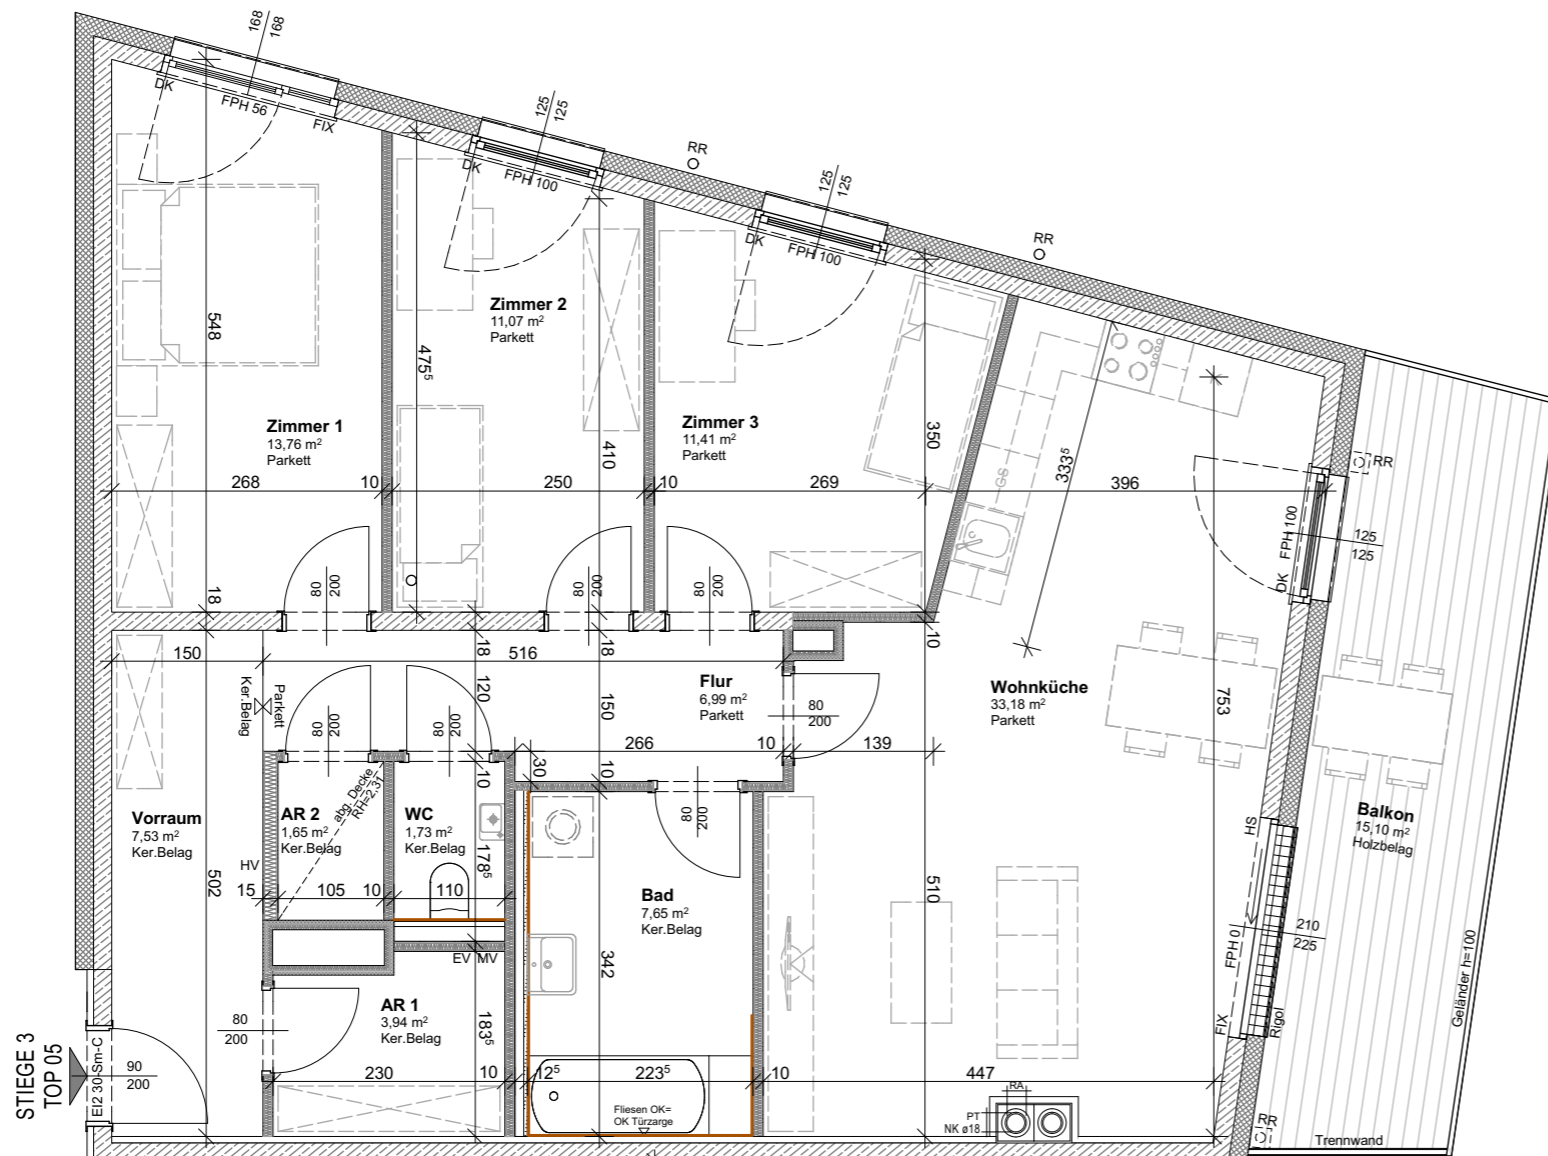 168
168
DK
FPH 56
FIX
125
125
DK
FPH 100
RR
125
125
DK
FPH 100
RR
548
475⁵
Zimmer 2
11,07 m²
Parkett
Zimmer 1
13,76 m²
Parkett
Zimmer 3
11,41 m²
Parkett
410
350
GS
333⁵
RR
268
10
250
10
269
396
FPH 100
125
125
DK
18
80
200
80
200
80
200
18
18
10
150
516
Parkett
Ker.Belag
120
150
Flur
6,99 m²
Parkett
80
200
Wohnküche
33,18 m²
Parkett
753
80
200
80
200
266
10
139
30
10
10
abg. Decke
RH=2,31
80
200
Vorraum
7,53 m²
Ker.Belag
AR 2
1,65 m²
Ker.Belag
WC
1,73 m²
Ker.Belag
178⁵
Balkon
15,10 m²
Holzbelag
HS
HV
15
105
10
110
502
Bad
7,65 m²
Ker.Belag
510
342
210
225
FPH 0
EV MV
AR 1
3,94 m²
Ker.Belag
183⁵
80
200
FIX
Rigol
Geländer h=100
STIEGE 3
TOP 05
EI2 30-Sm-C
90
200
230
10
12⁵
223⁵
10
447
RA
PT
NK ø18
Fliesen OK=
OK Türzarge
RR
Trennwand